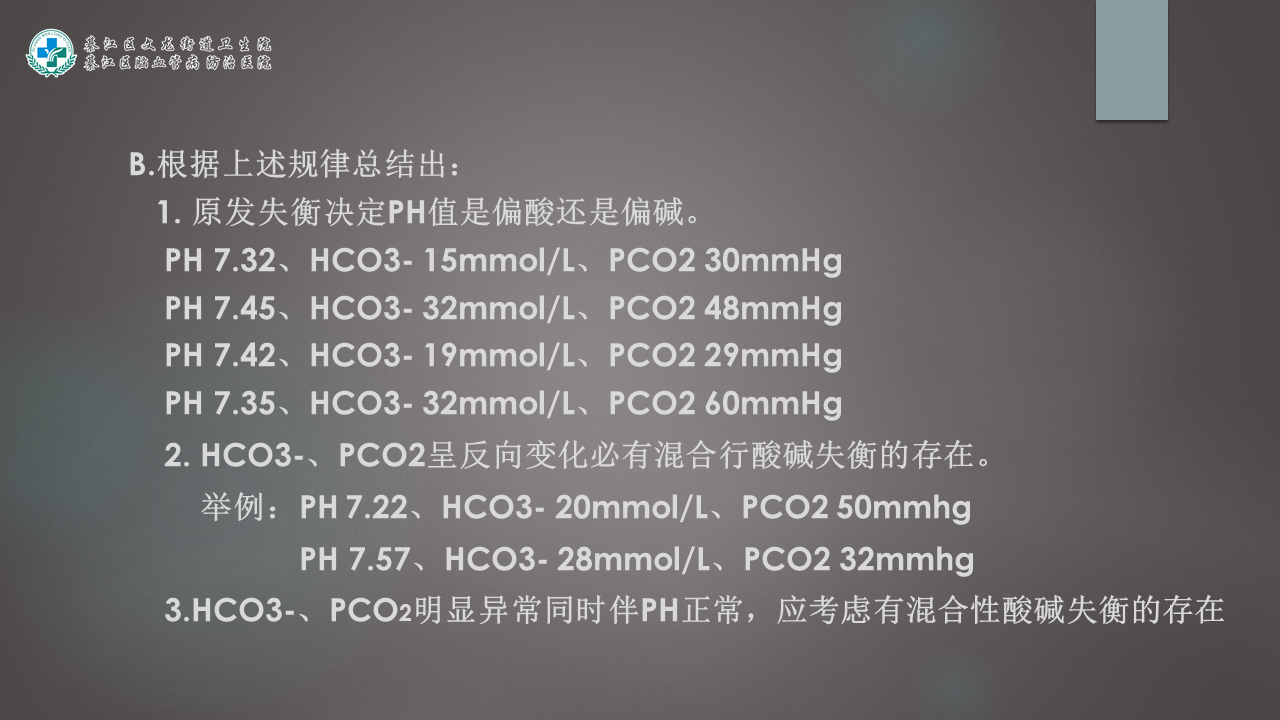 綦江区文龙街道卫生院
綦江区脑血管病防治医院
B.根据上述规律总结出：
1. 原发失衡决定PH值是偏酸还是偏碱。
PH 7.32、HCO3- 15mmol/L、PCO2 30mmHg
PH 7.45、HCO3- 32mmol/L、PCO2 48mmHg
PH 7.42、HCO3- 19mmol/L、PCO2 29mmHg
PH 7.35、HCO3- 32mmol/L、PCO2 60mmHg
2. HCO3-、PCO2呈反向变化必有混合行酸碱失衡的存在。
举例：PH 7.22、HCO3- 20mmol/L、PCO2 50mmhg
PH 7.57、HCO3- 28mmol/L、PCO2 32mmhg
3.HCO3-、PCO2明显异常同时伴PH正常，应考虑有混合性酸碱失衡的存在